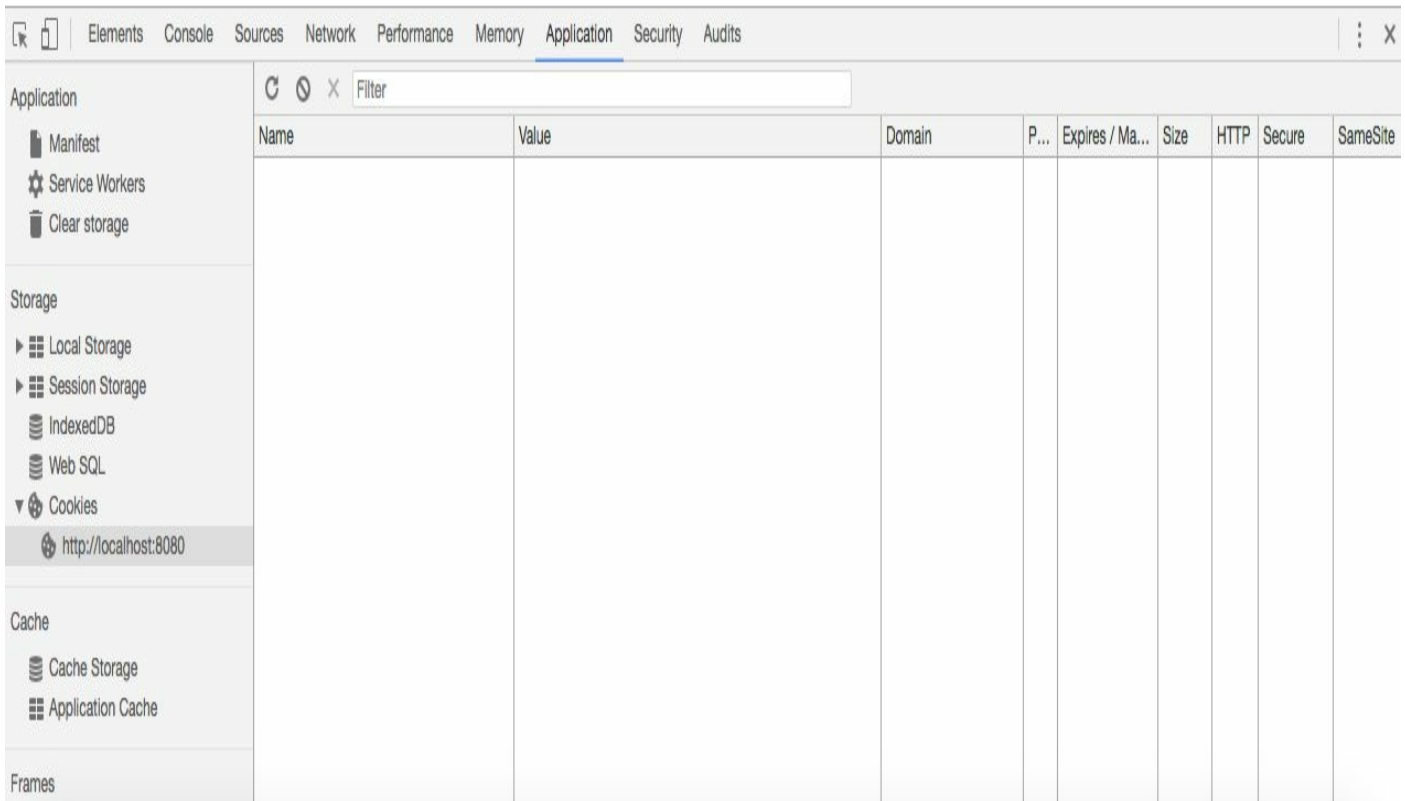 Elements Console Sources Network Performance Memory Application Security Audits
Application
Manifest
Service Workers
Clear storage
Storage
Local Storage
Session Storage
IndexedDB
Web SQL
Cookies
http://localhost:8080
Cache
Cache Storage
Application Cache
Frames
Filter
Name Value Domain P... Expires / Ma... Size HTTP Secure SameSite